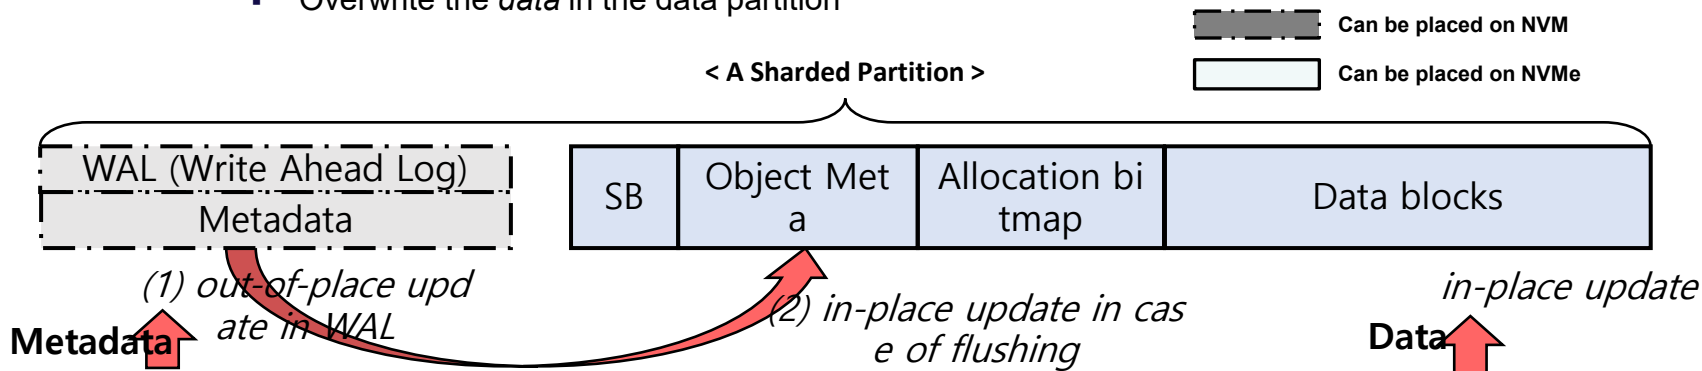 ▪ Overwrite the data in the data partition
Can be placed on NVM
< A Sharded Partition >
Can be placed on NVMe
WAL (Write Ahead Log)
Metadata
SB
Object Met
a
Allocation bi
tmap
Data blocks
(1) out-of-place upd
ate in WAL
Metadata
(2) in-place update in cas
e of flushing
in-place update
Data